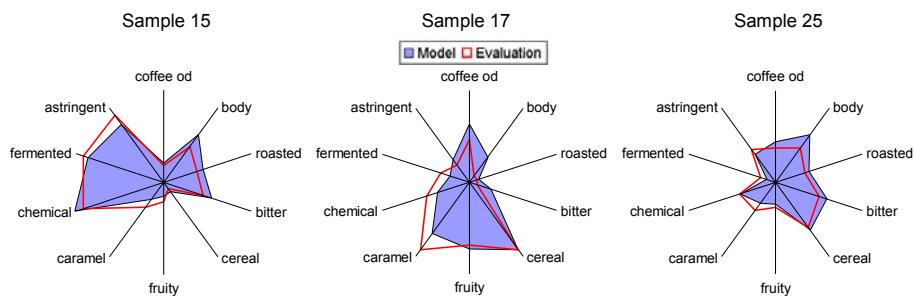 Sample 15
Sample 17
Sample 25
Model Evaluation
coffee od
body
roasted
bitter
cereal
fruity
caramel
chemical
fermented
astringent
coffee od
body
roasted
bitter
cereal
fruity
caramel
chemical
fermented
astringent
coffee od
body
roasted
bitter
cereal
fruity
caramel
chemical
fermented
astringent